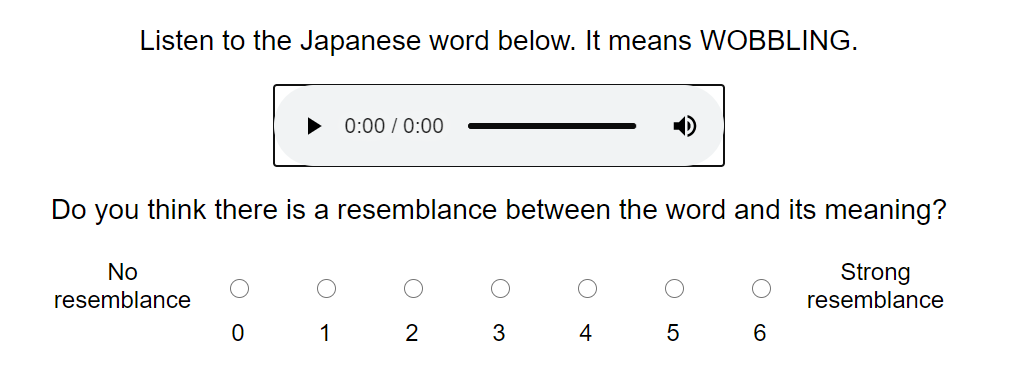 Listen to the Japanese word below. It means WOBBLING.
0:00 / 0:00
Do you think there is a resemblance between the word and its meaning?
No
resemblance
Strong
resemblance
0 1 2 3 4 5 6